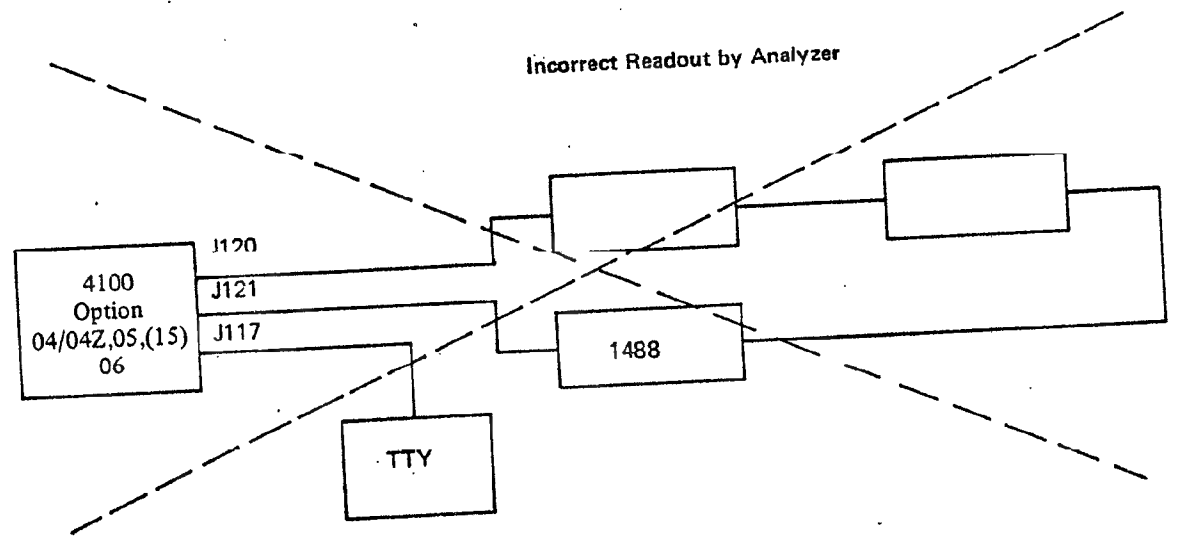 Incorrect Readout by Analyzer
J120
4100
Option
04/04Z,05,(15)
06
J121
J117
1488
TTY